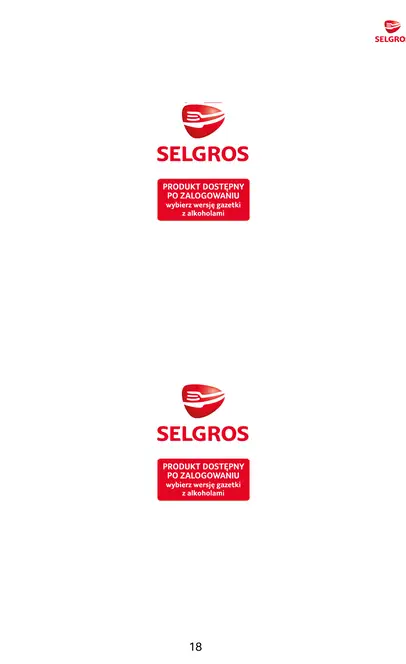 SELGRO
SELGROS
PRODUKT DOSTĘPNY
PO ZALOGOWANIU
wybierz wersję gazetki
z alkoholami
SELGROS
PRODUKT DOSTĘPNY
PO ZALOGOWANIU
wybierz wersję gazetki
z alkoholami
18